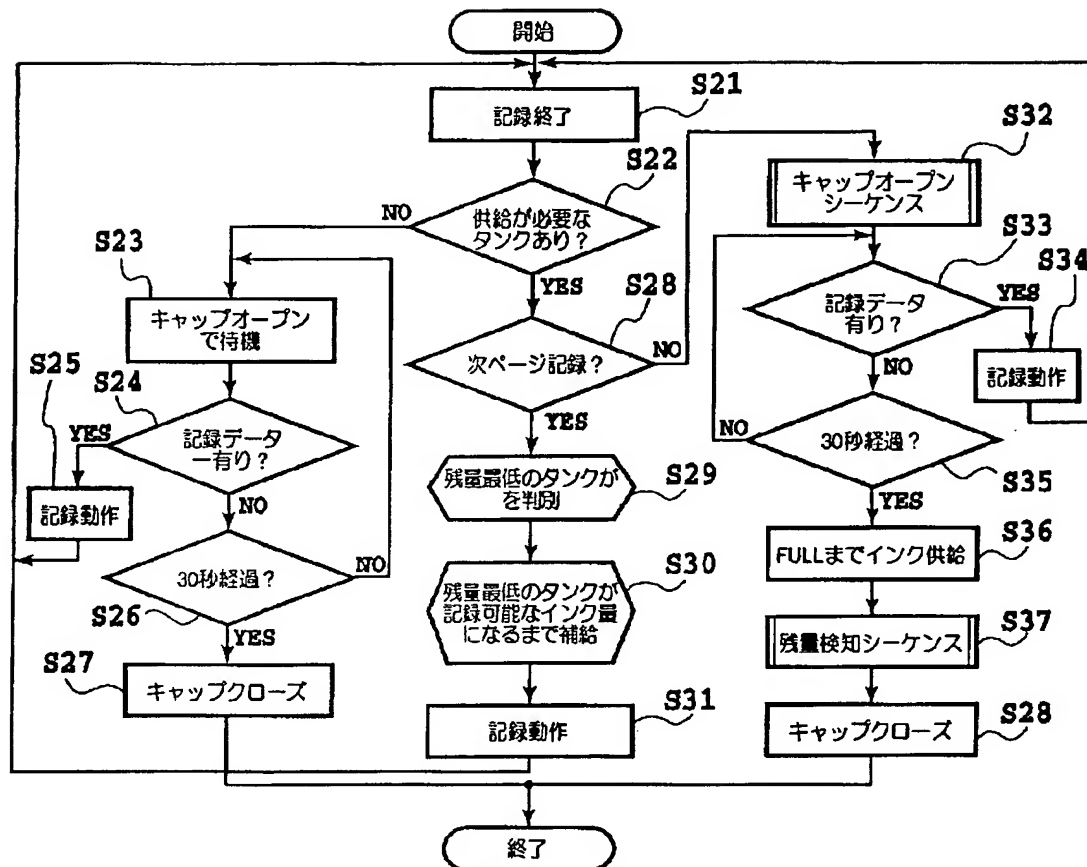 開始
S21
記録終了
S22
供給が必要な
タンクあり?
NO
YES
S23
キャップオープン
で待機
S24
記録データ
ー有り?
YES
NO
S25
記録動作
S26
30秒経過?
NO
YES
S27
キャップクローズ
S28
次ページ記録?
NO
YES
S29
残量最低のタンクが
を判別
S30
残量最低のタンクが
記録可能なインク量
になるまで補給
S31
記録動作
S32
キャップオープン
シーケンス
S33
記録データ
有り?
YES
NO
S34
記録動作
S35
30秒経過?
NO
YES
S36
FULLまでインク供給
S37
残量検知シーケンス
S28
キャップクローズ
終了